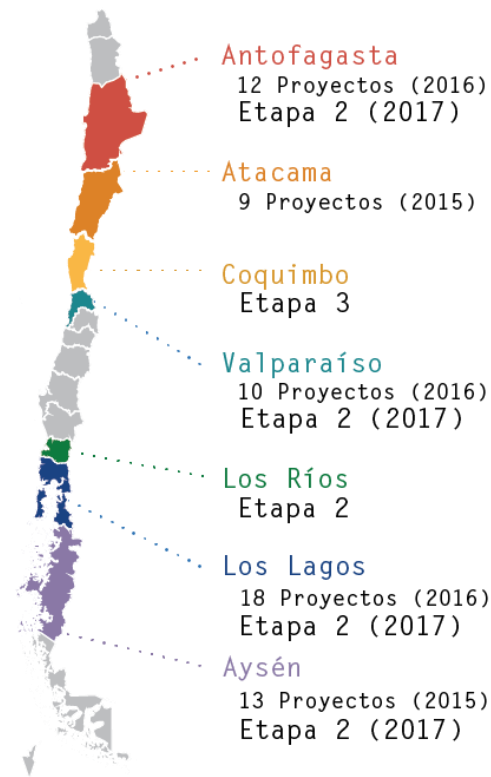 Antofagasta
12 Proyectos (2016)
Etapa 2 (2017)
Atacama
9 Proyectos (2015)
Coquimbo
Etapa 3
Valparaíso
10 Proyectos (2016)
Etapa 2 (2017)
Los Ríos
Etapa 2
Los Lagos
18 Proyectos (2016)
Etapa 2 (2017)
Aysén
13 Proyectos (2015)
Etapa 2 (2017)